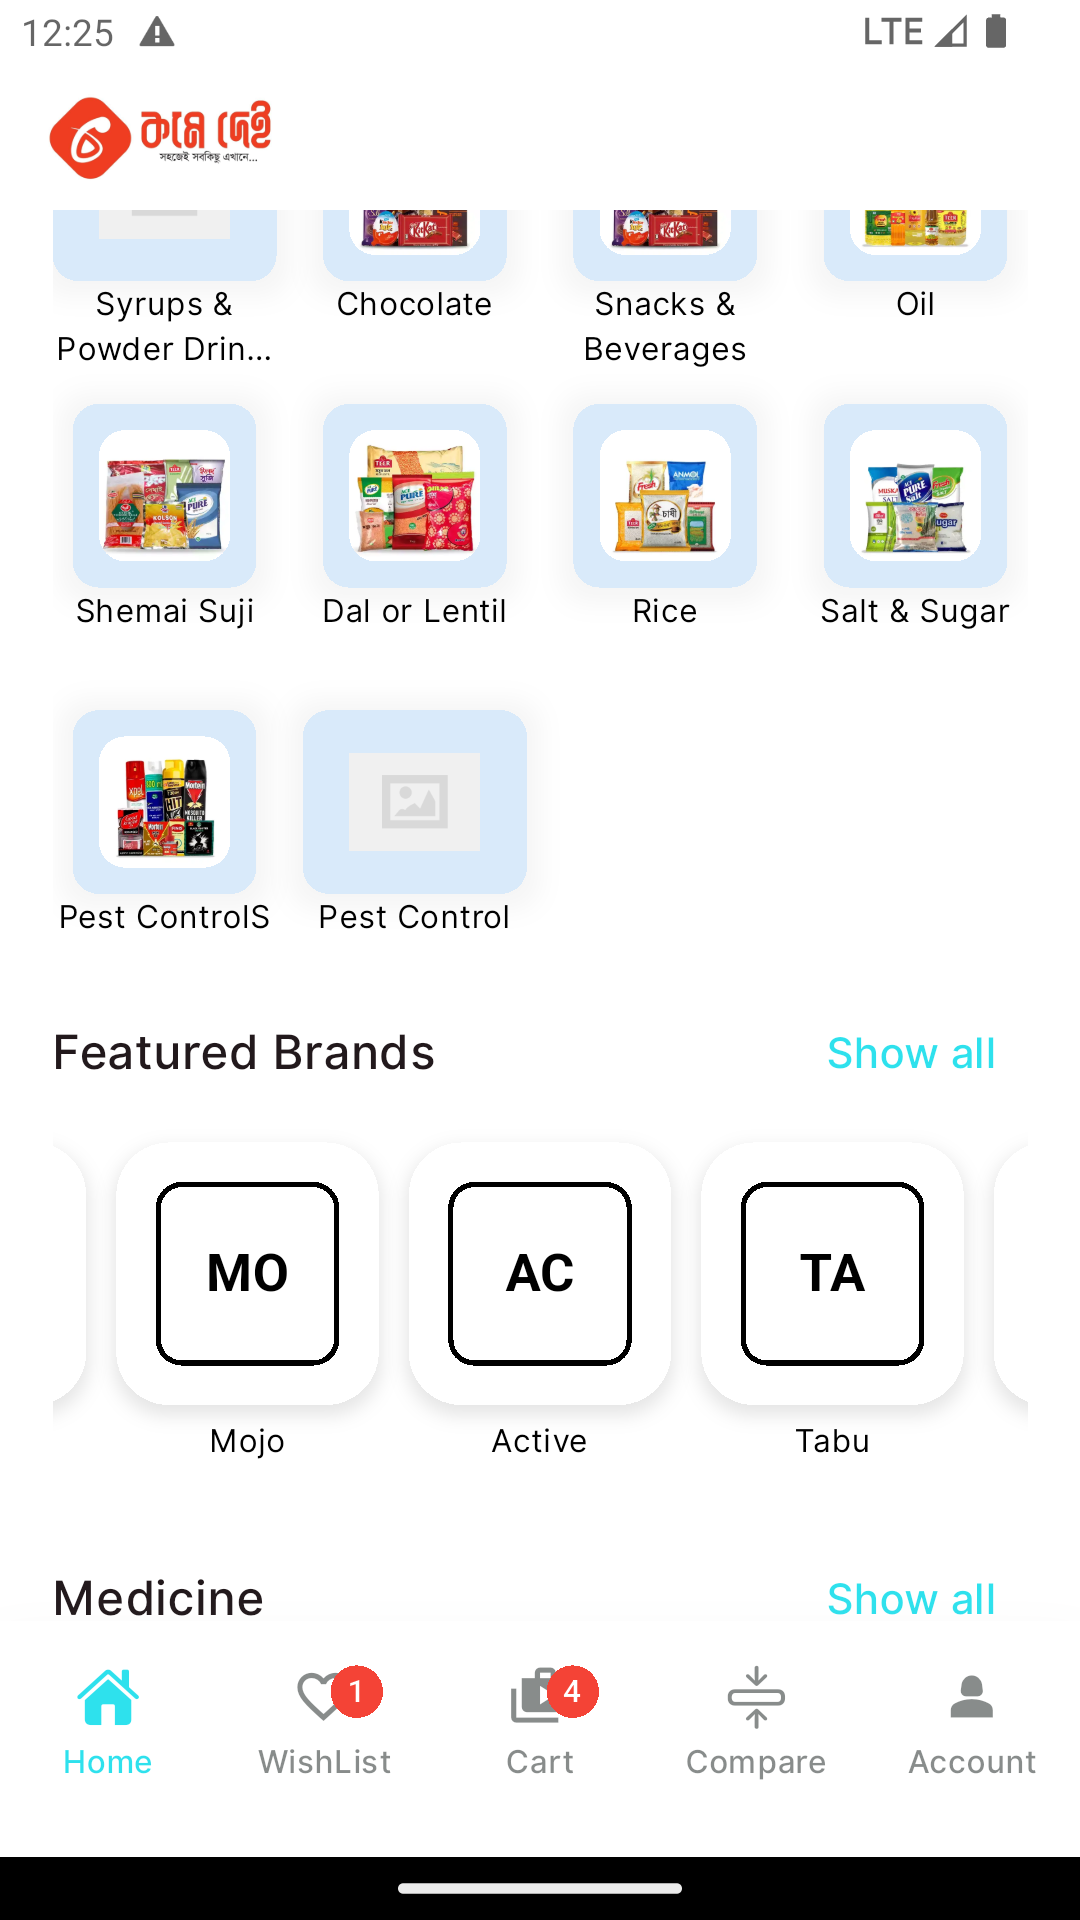 12:25
LTE
কমে দেই
সহজেই সবকিছু এখানে...
Syrups &
Powder Drin...
Chocolate
Snacks &
Beverages
Oil
Shemai Suji
Dal or Lentil
Rice
Salt & Sugar
Pest ControlS
Pest Control
Featured Brands
Show all
MO
AC
TA
Mojo
Active
Tabu
Medicine
Show all
1
4
Home
WishList
Cart
Compare
Account